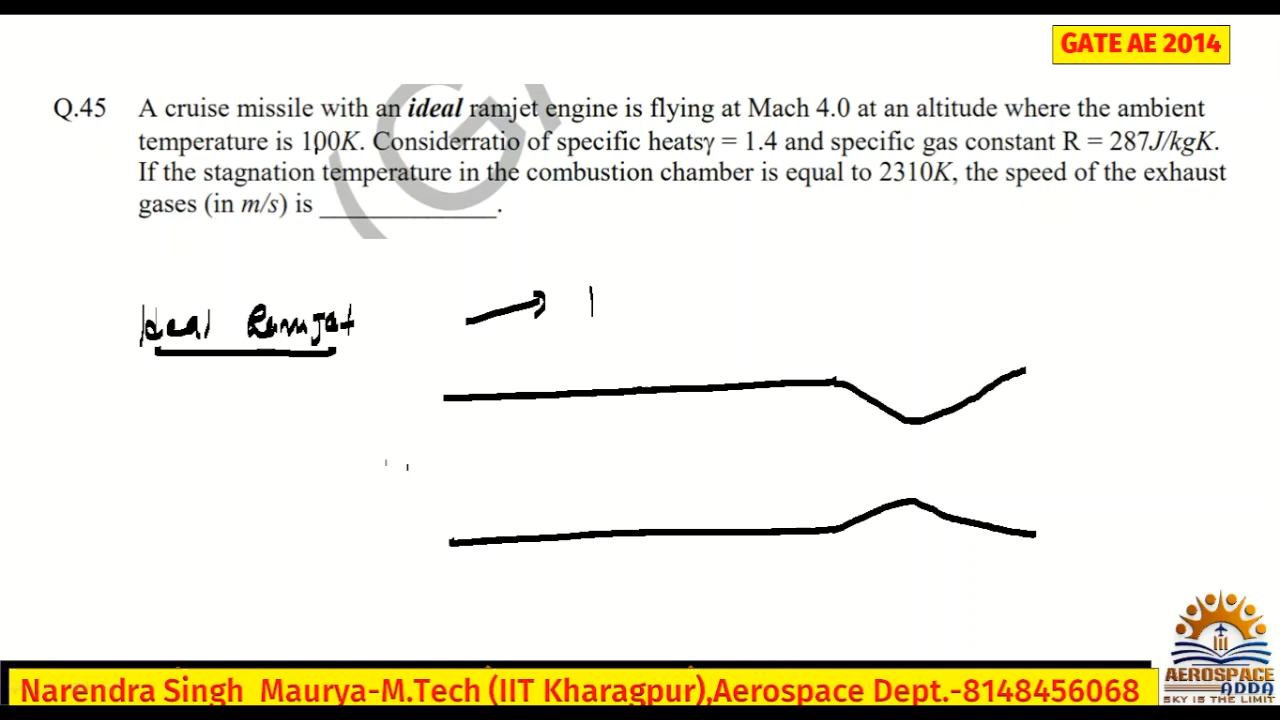 GATE AE 2014
Q.45 A cruise missile with an ideal ramjet engine is flying at Mach 4.0 at an altitude where the ambient
temperature is 100K. Considerratio of specific heatsγ = 1.4 and specific gas constant R = 287J/kgK.
If the stagnation temperature in the combustion chamber is equal to 2310K, the speed of the exhaust
gases (in m/s) is ______________.
Ideal Ramjet
Narendra Singh Maurya-M.Tech (IIT Kharagpur),Aerospace Dept.-8148456068
AEROSPACE
ADDA
SKY IS THE LIMIT